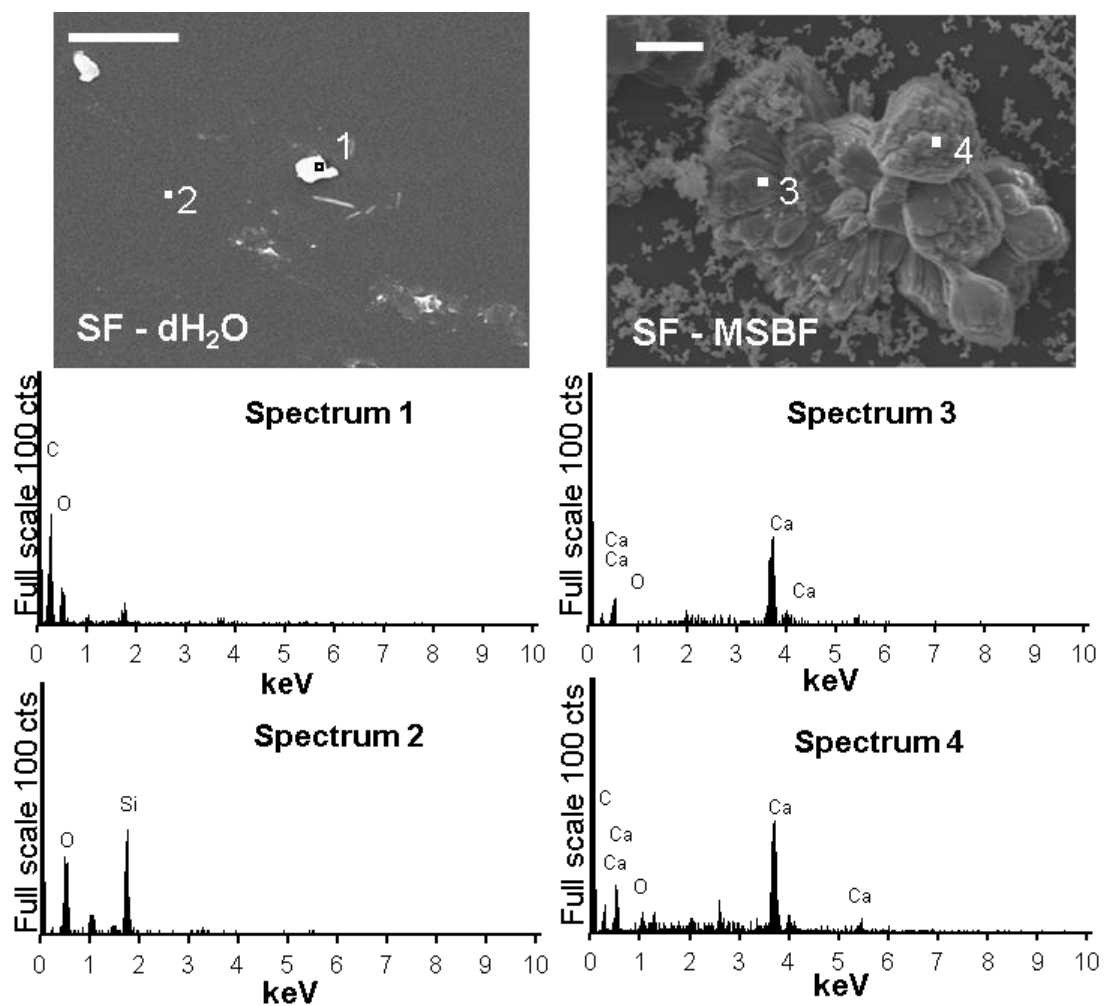 1
2
SF - dH₂O
3
4
SF - MSBF
Full scale 100 cts
Spectrum 1
C
O
0 1 2 3 4 5 6 7 8 9 10
keV
Full scale 100 cts
Spectrum 3
Ca
Ca
Ca
O
Ca
0 1 2 3 4 5 6 7 8 9 10
keV
Full scale 100 cts
Spectrum 2
Si
O
0 1 2 3 4 5 6 7 8 9 10
keV
Full scale 100 cts
Spectrum 4
C
Ca
Ca
Ca
O
Ca
0 1 2 3 4 5 6 7 8 9 10
keV